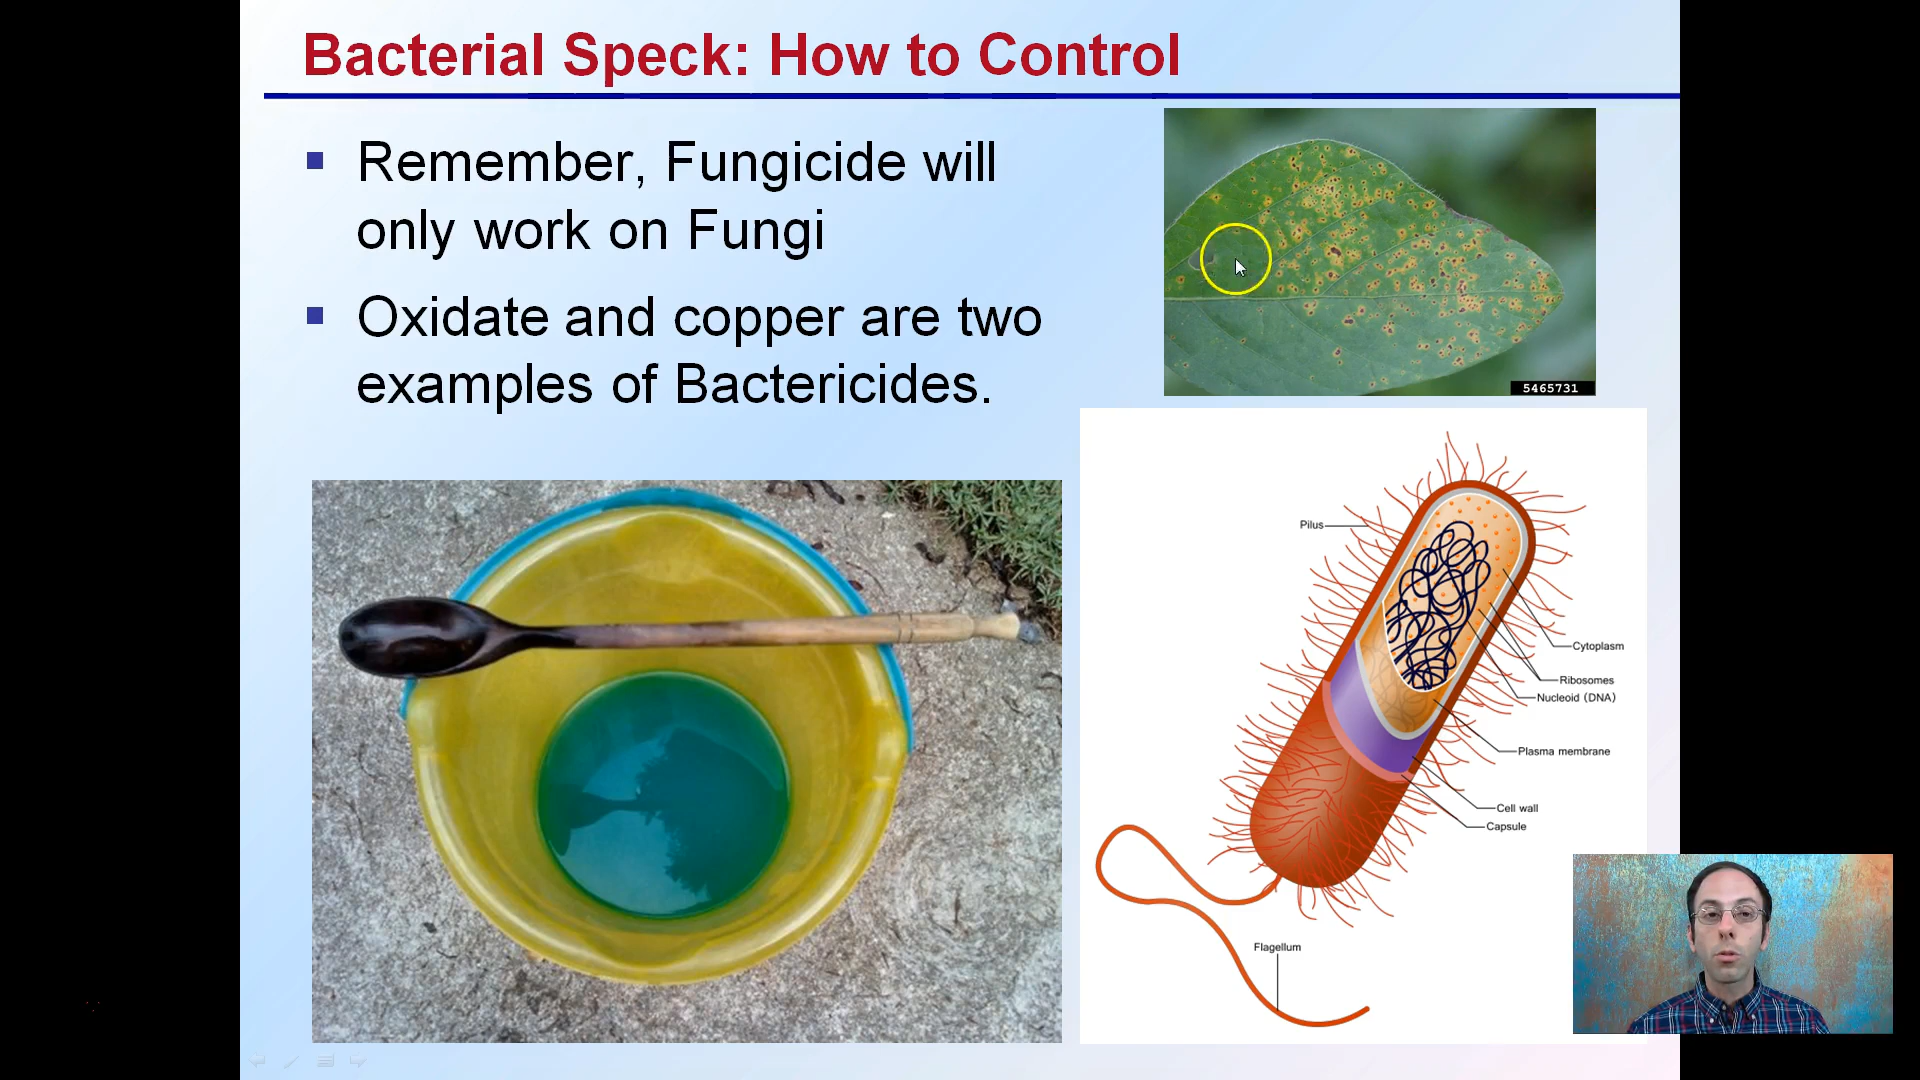 Bacterial Speck: How to Control
Remember, Fungicide will
only work on Fungi
Oxidate and copper are two
examples of Bactericides.
5465731
Pilus
Cytoplasm
Ribosomes
Nucleoid (DNA)
Plasma membrane
Cell wall
Capsule
Flagellum